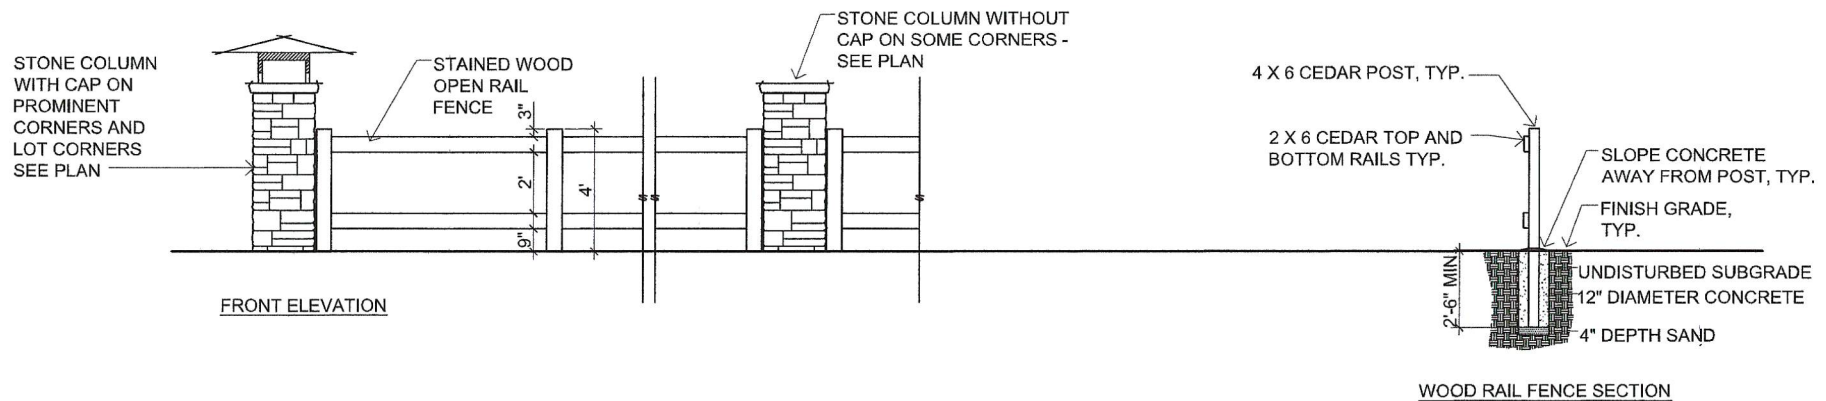 STONE COLUMN
WITH CAP ON
PROMINENT
CORNERS AND
LOT CORNERS
SEE PLAN
STAINED WOOD
OPEN RAIL
FENCE
STONE COLUMN WITHOUT
CAP ON SOME CORNERS -
SEE PLAN
3"
2'
4'
9"
FRONT ELEVATION
4 X 6 CEDAR POST, TYP.
2 X 6 CEDAR TOP AND
BOTTOM RAILS TYP.
SLOPE CONCRETE
AWAY FROM POST, TYP.
FINISH GRADE,
TYP.
2'-6" MIN
UNDISTURBED SUBGRADE
12" DIAMETER CONCRETE
4" DEPTH SAND
WOOD RAIL FENCE SECTION